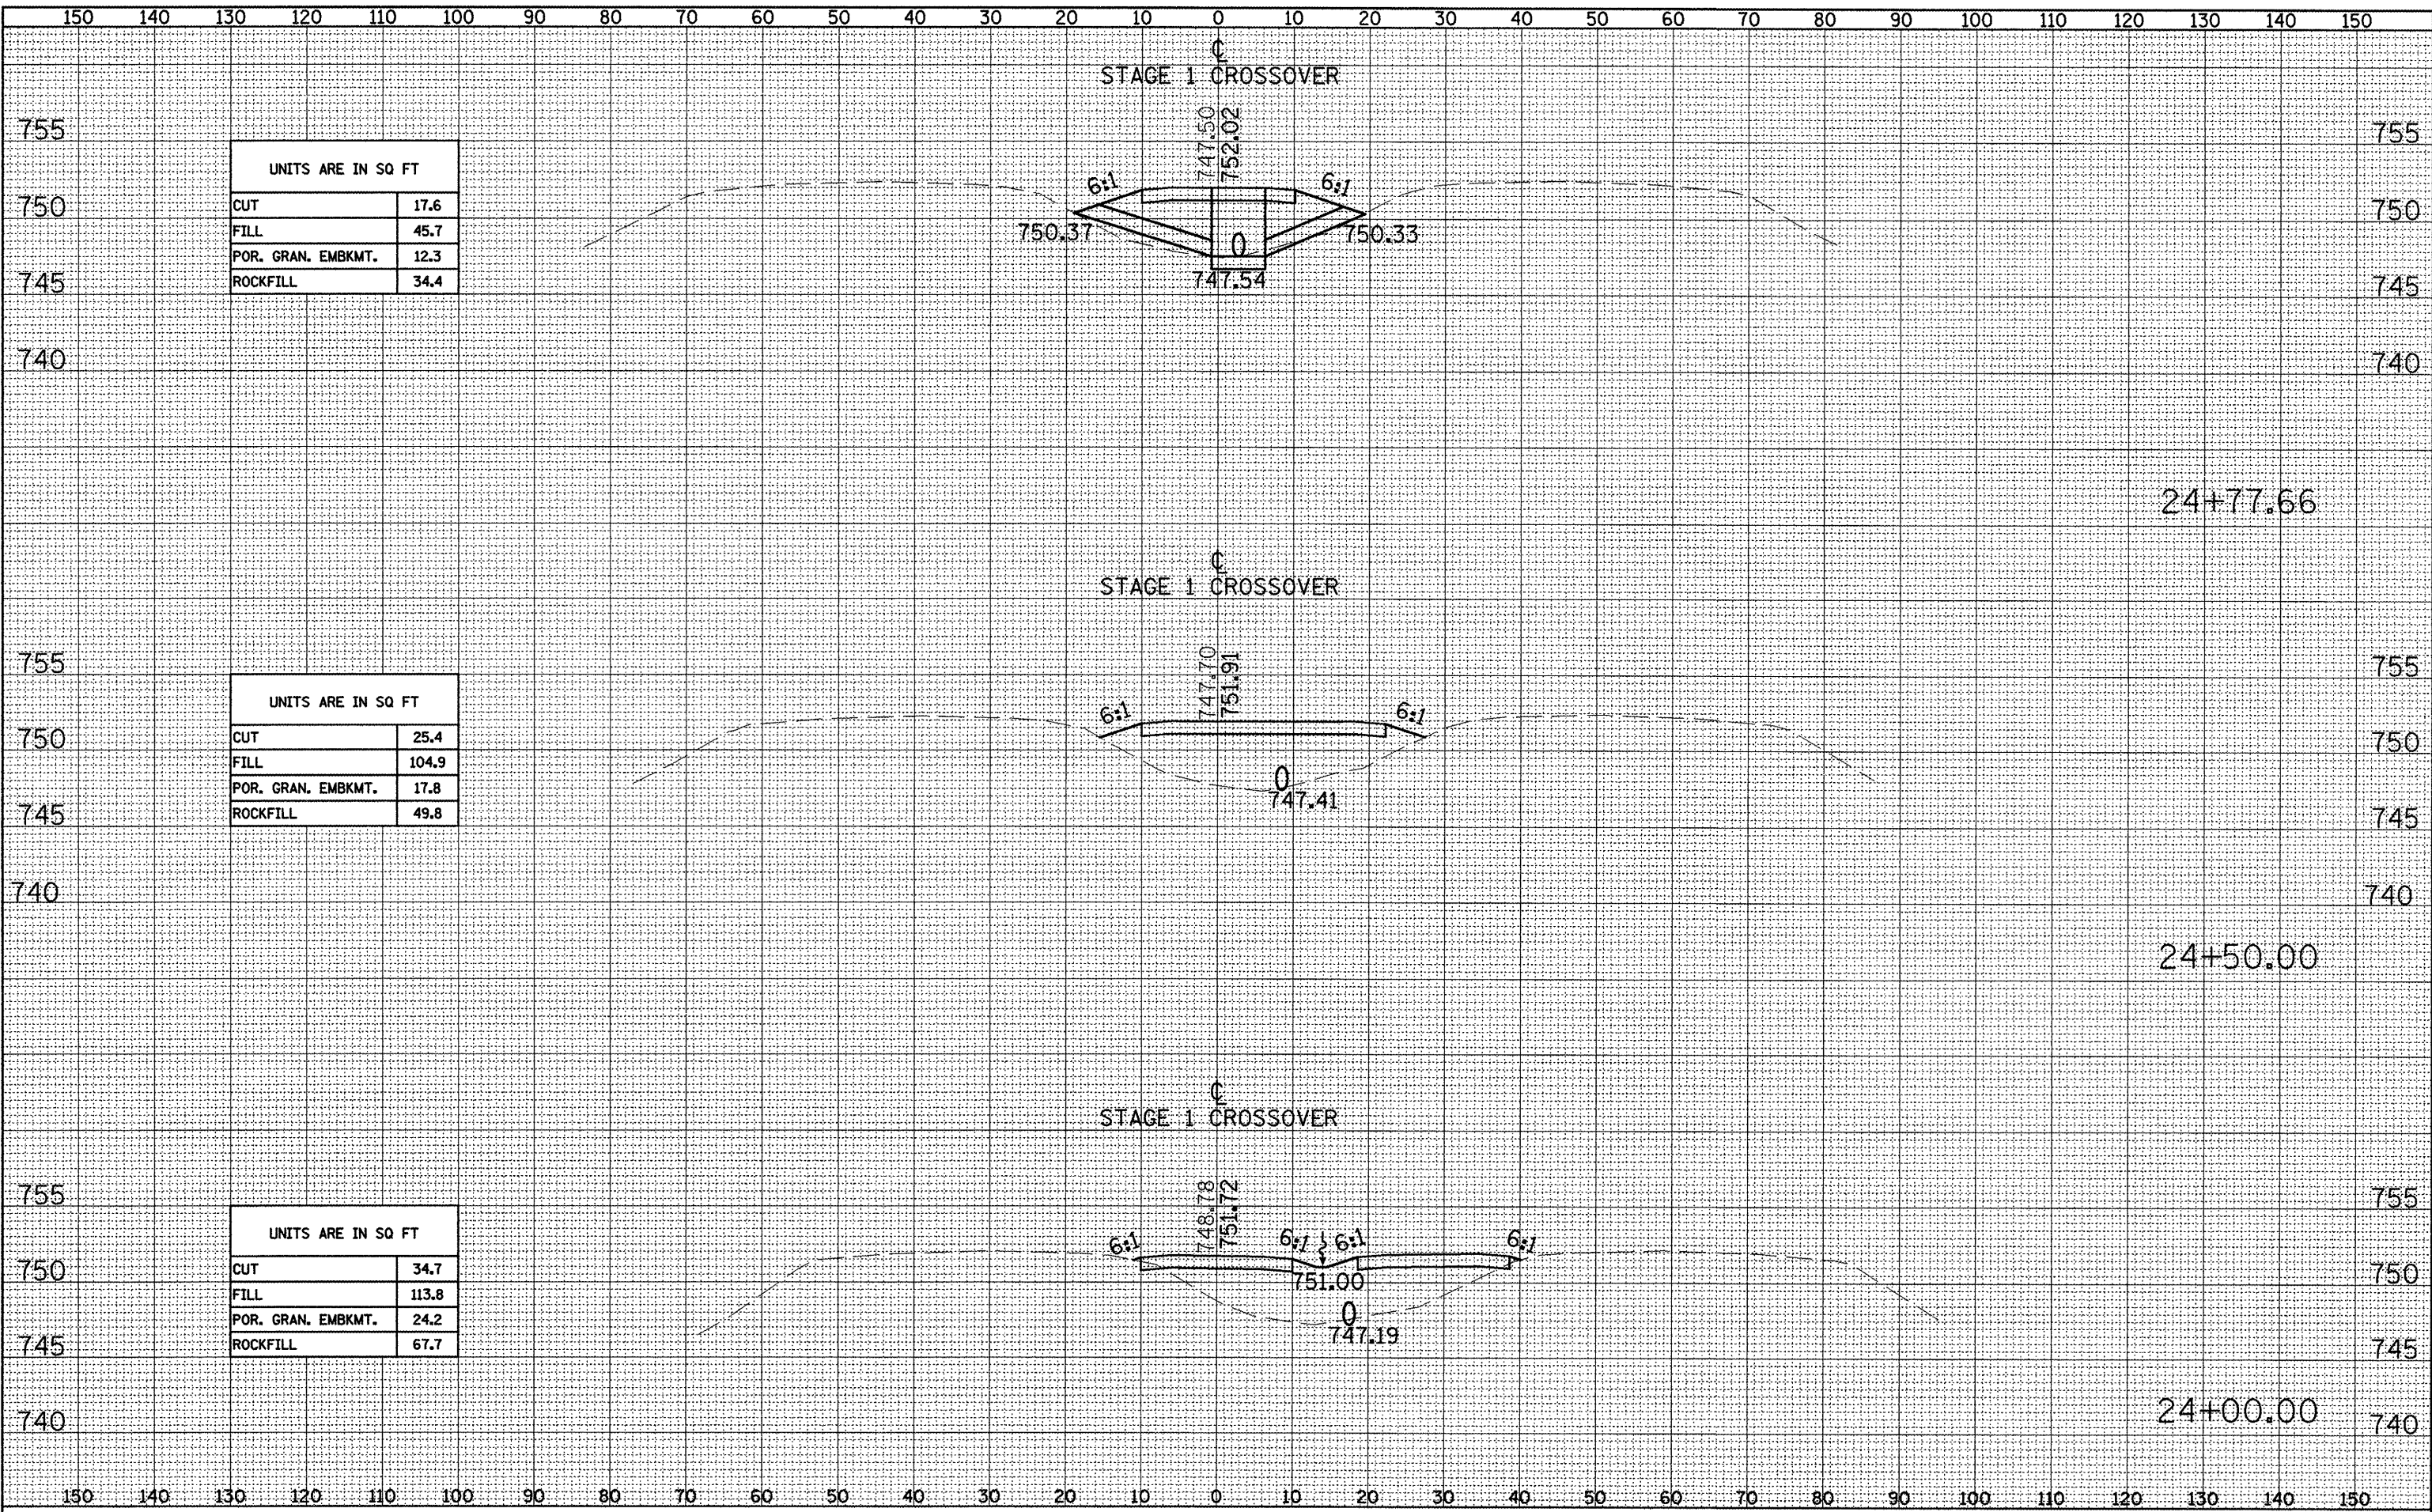 150 140 130 120 110 100 90 80 70 60 50 40 30 20 10 0 10 20 30 40 50 60 70 80 90 100 110 120 130 140 150
℄
STAGE 1 CROSSOVER
747.50
752.02
755 755
UNITS ARE IN SQ FT
CUT 17.6
FILL 45.7
POR. GRAN. EMBKMT. 12.3
ROCKFILL 34.4
6:1 6:1
750 750
750.37 0 750.33
747.54
745 745
740 740
24+77.66
℄
STAGE 1 CROSSOVER
747.70
751.91
755 755
UNITS ARE IN SQ FT
CUT 25.4
FILL 104.9
POR. GRAN. EMBKMT. 17.8
ROCKFILL 49.8
6:1 6:1
750 750
0
747.41
745 745
740 740
24+50.00
℄
STAGE 1 CROSSOVER
748.78
751.72
755 755
UNITS ARE IN SQ FT
CUT 34.7
FILL 113.8
POR. GRAN. EMBKMT. 24.2
ROCKFILL 67.7
6:1 6:1 6:1 6:1
750 750
751.00
0
747.19
745 745
740 740
24+00.00
150 140 130 120 110 100 90 80 70 60 50 40 30 20 10 0 10 20 30 40 50 60 70 80 90 100 110 120 130 140 150